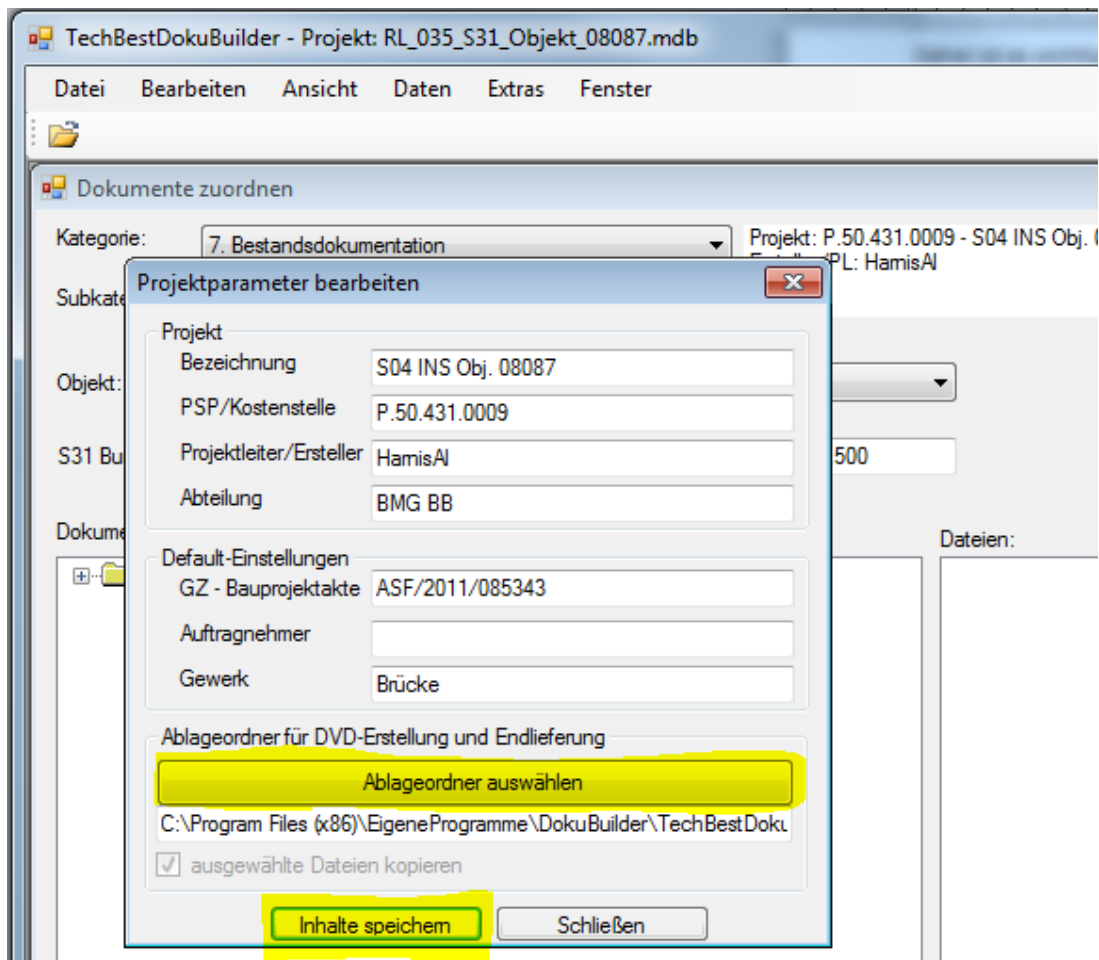 TechBestDokuBuilder - Projekt: RL_035_S31_Objekt_08087.mdb
Datei Bearbeiten Ansicht Daten Extras Fenster
Dokumente zuordnen
Kategorie: 7. Bestandsdokumentation Projekt: P.50.431.0009 - S04 INS Obj.
/PL: HarnisAl
Projektparameter bearbeiten
Subkate
Projekt
Bezeichnung S04 INS Obj. 08087
Objekt:
PSP/Kostenstelle P.50.431.0009
S31 Bu Projektleiter/Ersteller HarnisAl 500
Abteilung BMG BB
Dokume Dateien:
Default-Einstellungen
GZ - Bauprojektakte ASF/2011/085343
Auftragnehmer
Gewerk Brücke
Ablageordner für DVD-Erstellung und Endlieferung
Ablageordner auswählen
C:\Program Files (x86)\EigeneProgramme\DokuBuilder\TechBestDoku
ausgewählte Dateien kopieren
Inhalte speichern Schließen